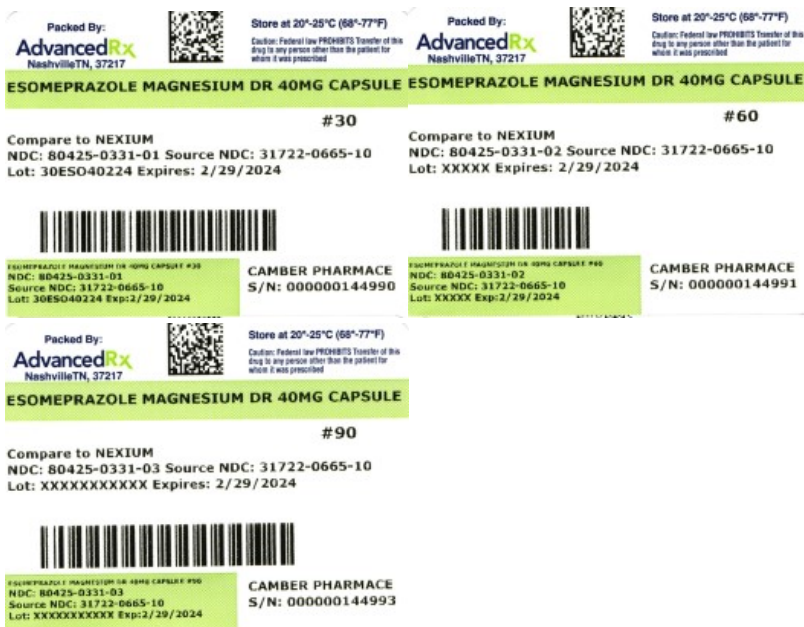 Packed By:
AdvancedRx
NashvilleTN, 37217
Store at 20°-25°C (68°-77°F)
Caution: Federal law PROHIBITS Transfer of this
drug to any person other than the patient for
whom it was prescribed
ESOMEPRAZOLE MAGNESIUM DR 40MG CAPSULE
#30
Compare to NEXIUM
NDC: 80425-0331-01 Source NDC: 31722-0665-10
Lot: 30ESO40224 Expires: 2/29/2024
ESOMEPRAZOLE MAGNESIUM DR 40MG CAPSULE #30
NDC: 80425-0331-01
Source NDC: 31722-0665-10
Lot: 30ESO40224 Exp:2/29/2024
CAMBER PHARMACE
S/N: 000000144990
Packed By:
AdvancedRx
NashvilleTN, 37217
Store at 20°-25°C (68°-77°F)
Caution: Federal law PROHIBITS Transfer of this
drug to any person other than the patient for
whom it was prescribed
ESOMEPRAZOLE MAGNESIUM DR 40MG CAPSULE
#60
Compare to NEXIUM
NDC: 80425-0331-02 Source NDC: 31722-0665-10
Lot: XXXXX Expires: 2/29/2024
ESOMEPRAZOLE MAGNESIUM DR 40MG CAPSULE #60
NDC: 80425-0331-02
Source NDC: 31722-0665-10
Lot: XXXXX Exp:2/29/2024
CAMBER PHARMACE
S/N: 000000144991
Packed By:
AdvancedRx
NashvilleTN, 37217
Store at 20°-25°C (68°-77°F)
Caution: Federal law PROHIBITS Transfer of this
drug to any person other than the patient for
whom it was prescribed
ESOMEPRAZOLE MAGNESIUM DR 40MG CAPSULE
#90
Compare to NEXIUM
NDC: 80425-0331-03 Source NDC: 31722-0665-10
Lot: XXXXXXXXXXX Expires: 2/29/2024
ESOMEPRAZOLE MAGNESIUM DR 40MG CAPSULE #90
NDC: 80425-0331-03
Source NDC: 31722-0665-10
Lot: XXXXXXXXXXX Exp:2/29/2024
CAMBER PHARMACE
S/N: 000000144993